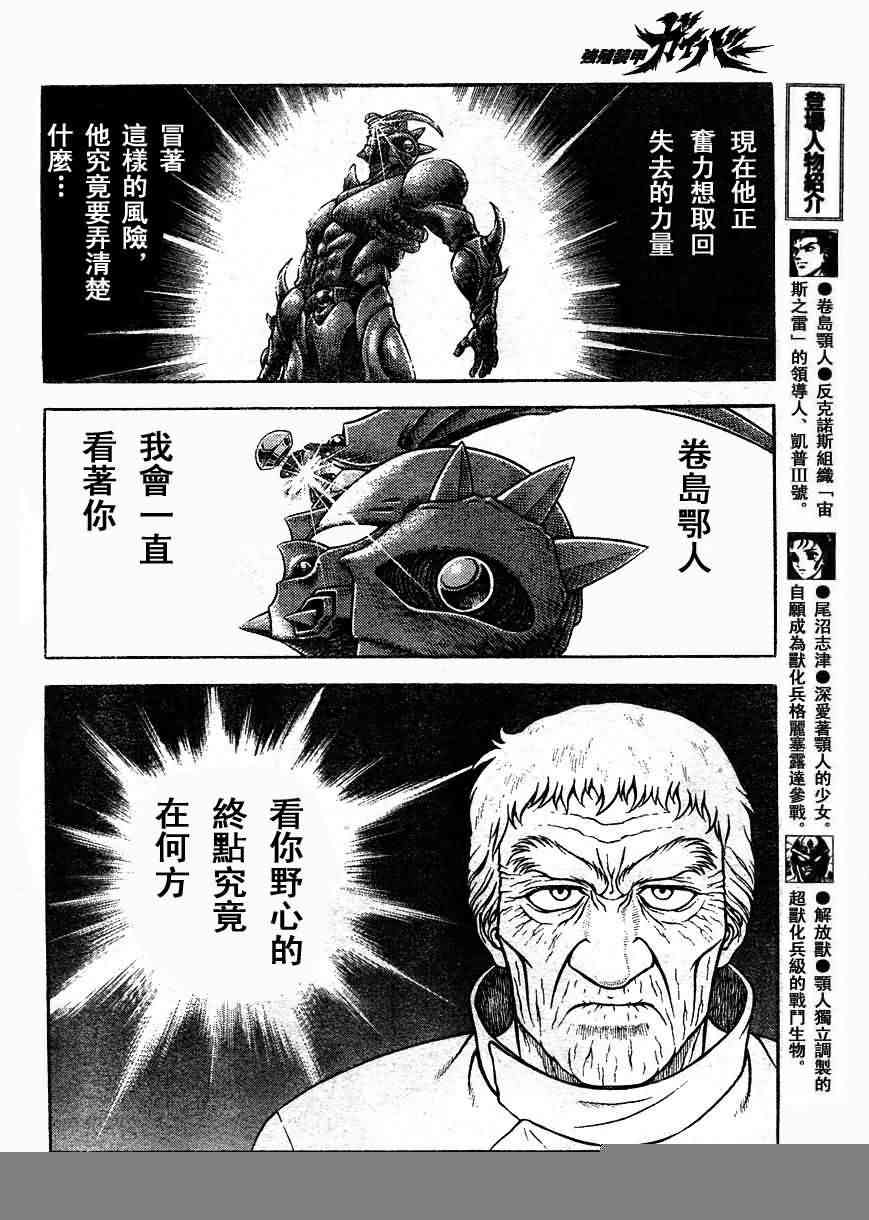 強殖裝甲ガイバー
現在他正
奮力想取回
失去的力量
冒著
這樣的風險，
他究竟要弄清楚
什麼…
卷島鄂人
我會一直
看著你
看你野心的
終點究竟
在何方
登場人物紹介
●卷島顎人●反克諾斯組織「宙
斯之雷」的領導人、凱普Ⅲ號。
●尾沼志津●深愛著顎人的少女。
自願成為獸化兵格麗塞露達參戰。
●解放獸●顎人獨立調製的
超獸化兵級的戰鬥生物。